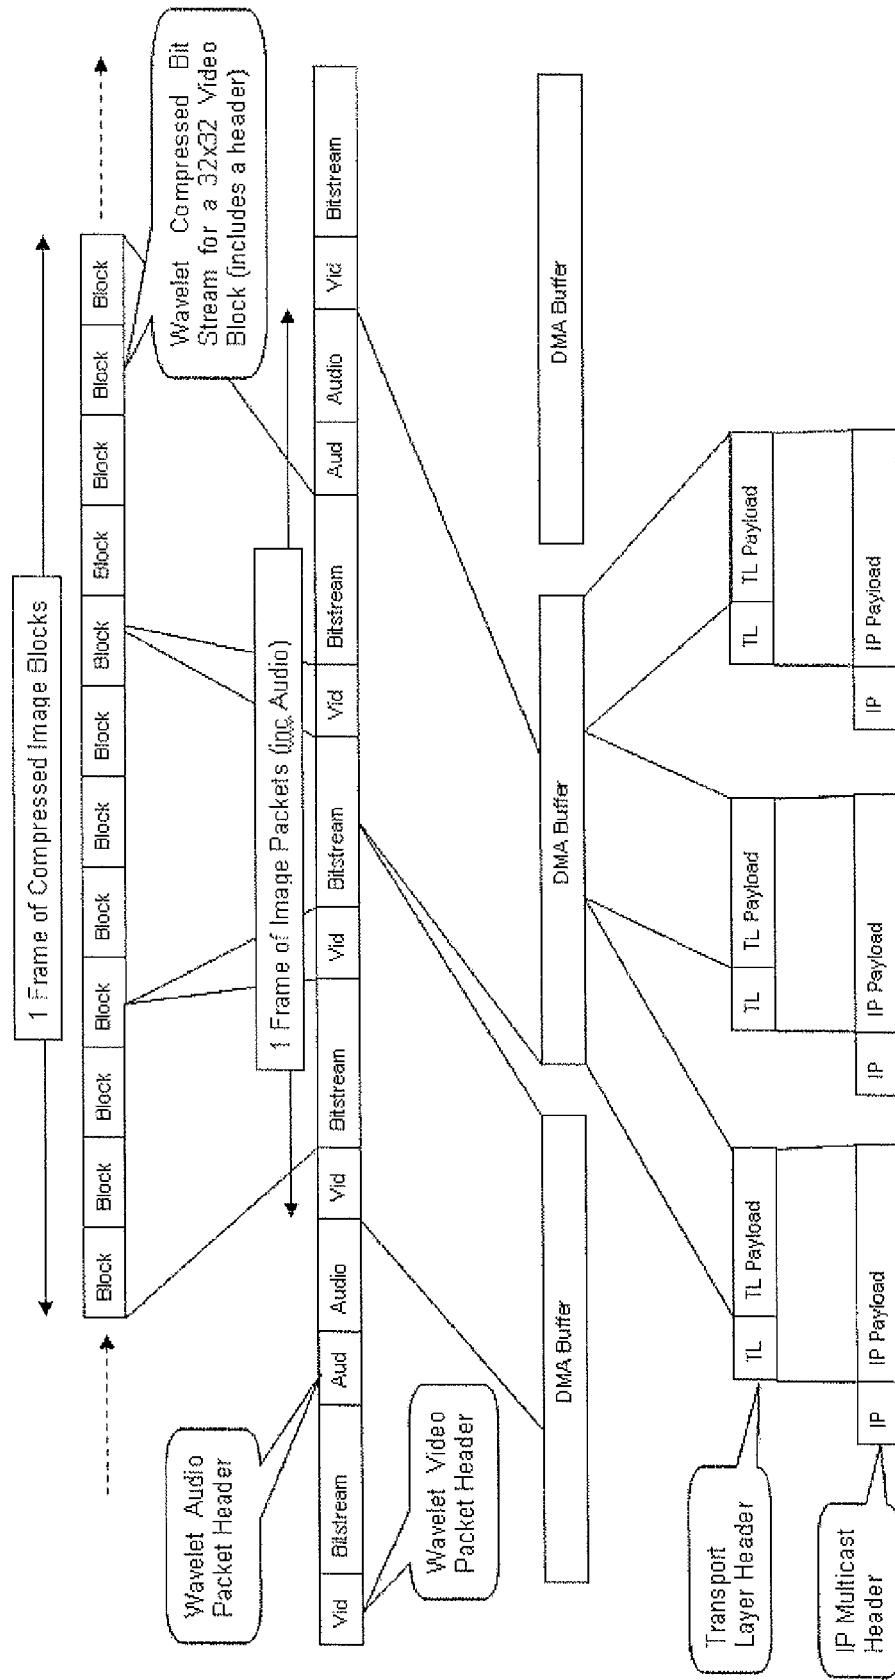 1 Frame of Compressed Image Blocks
Block Block Block Block Block Block Block Block Block Block Block Block
Wavelet Compressed Bit
Stream for a 32x32 Video
Block (includes a header)
Wavelet Audio
Packet Header
1 Frame of Image Packets (inc Audio)
Vid Bitstream Aud Audio Vid Bitstream Vid Bitstream Vid Bitstream Aud Audio Vid Bitstream
Wavelet Video
Packet Header
DMA Buffer DMA Buffer DMA Buffer
Transport
Layer Header
TL TL Payload TL TL Payload TL TL Payload
IP Multicast
Header
IP IP Payload IP IP Payload IP IP Payload